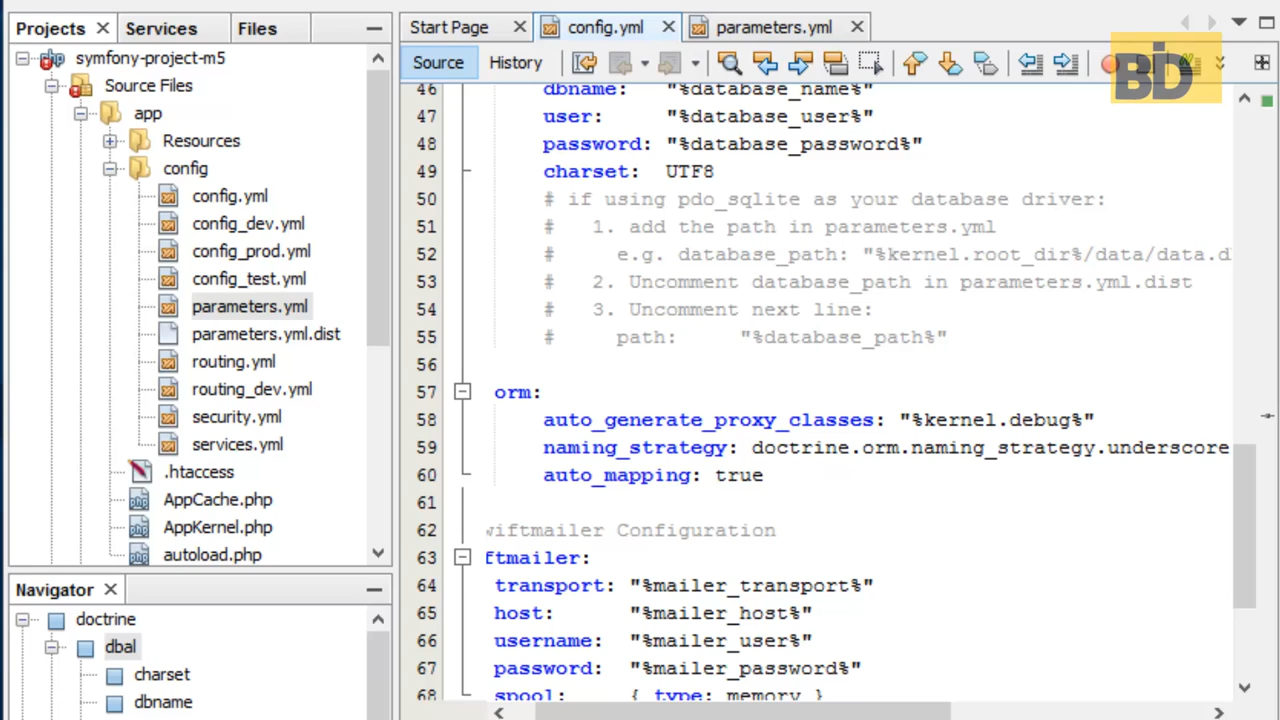 Projects
Services
Files
symfony-project-m5
Source Files
app
Resources
config
config.yml
config_dev.yml
config_prod.yml
config_test.yml
parameters.yml
parameters.yml.dist
routing.yml
routing_dev.yml
security.yml
services.yml
.htaccess
AppCache.php
AppKernel.php
autoload.php
Navigator
doctrine
dbal
charset
dbname
Start Page
config.yml
parameters.yml
Source
History
BD
46 dbname: "%database_name%"
47 user: "%database_user%"
48 password: "%database_password%"
49 charset: UTF8
50 # if using pdo_sqlite as your database driver:
51 # 1. add the path in parameters.yml
52 # e.g. database_path: "%kernel.root_dir%/data/data.d
53 # 2. Uncomment database_path in parameters.yml.dist
54 # 3. Uncomment next line:
55 # path: "%database_path%"
56
57 orm:
58 auto_generate_proxy_classes: "%kernel.debug%"
59 naming_strategy: doctrine.orm.naming_strategy.underscore
60 auto_mapping: true
61
62 wiftmailer Configuration
63 ftmailer:
64 transport: "%mailer_transport%"
65 host: "%mailer_host%"
66 username: "%mailer_user%"
67 password: "%mailer_password%"
68 spool: { type: memory }